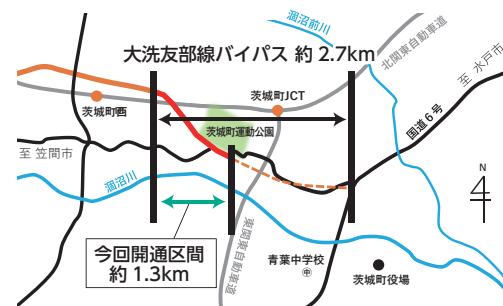 涸沼前川
北関東自動車道
至 水戸市
大洗友部線バイパス 約 2.7km
茨城町JCT
茨城町西
茨城町運動公園
国道6号
至 笠間市
涸沼川
N
4
今回開通区間
約 1.3km
東関東自動車道
青葉中学校
中
茨城町役場